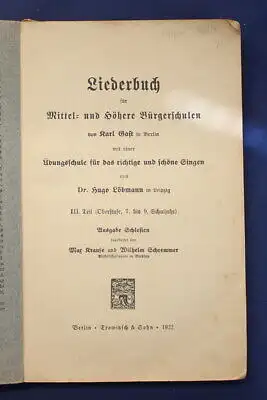 Liederbuch
für
Mittel- und Höhere Bürgerschulen
von Karl Gast in Berlin
mit einer
Übungsschule für das richtige und schöne Singen
von
Dr. Hugo Löbmann in Leipzig
III. Teil (Oberstufe, 7. bis 9. Schuljahr)
Ausgabe Schlesien
bearbeitet von
Max Krause und Wilhelm Schremmer
in Breslau
Berlin • Trowitzsch & Sohn • 1922